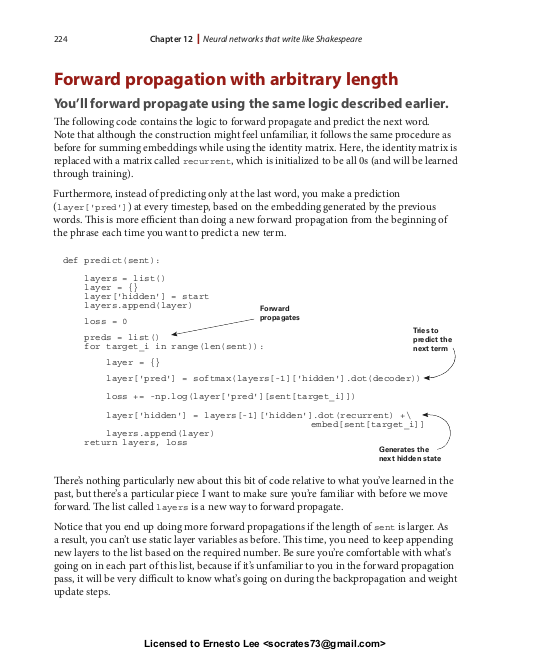 224 Chapter 12 | Neural networks that write like Shakespeare
Forward propagation with arbitrary length
You'll forward propagate using the same logic described earlier.
The following code contains the logic to forward propagate and predict the next word.
Note that although the construction might feel unfamiliar, it follows the same procedure as
before for summing embeddings while using the identity matrix. Here, the identity matrix is
replaced with a matrix called recurrent, which is initialized to be all 0s (and will be learned
through training).
Furthermore, instead of predicting only at the last word, you make a prediction
(layer['pred']) at every timestep, based on the embedding generated by the previous
words. This is more efficient than doing a new forward propagation from the beginning of
the phrase each time you want to predict a new term.
def predict(sent):
layers = list()
layer = {}
layer['hidden'] = start
layers.append(layer)
loss = 0
Forward
propagates
preds = list()
for target_i in range(len(sent)):
Tries to
predict the
next term
layer = {}
layer['pred'] = softmax(layers[-1]['hidden'].dot(decoder))
loss += -np.log(layer['pred'][sent[target_i]])
layer['hidden'] = layers[-1]['hidden'].dot(recurrent) +\
embed[sent[target_i]]
layers.append(layer)
return layers, loss
Generates the
next hidden state
There's nothing particularly new about this bit of code relative to what you've learned in the
past, but there's a particular piece I want to make sure you're familiar with before we move
forward. The list called layers is a new way to forward propagate.
Notice that you end up doing more forward propagations if the length of sent is larger. As
a result, you can't use static layer variables as before. This time, you need to keep appending
new layers to the list based on the required number. Be sure you're comfortable with what's
going on in each part of this list, because if it's unfamiliar to you in the forward propagation
pass, it will be very difficult to know what's going on during the backpropagation and weight
update steps.
Licensed to Ernesto Lee <socrates73@gmail.com>